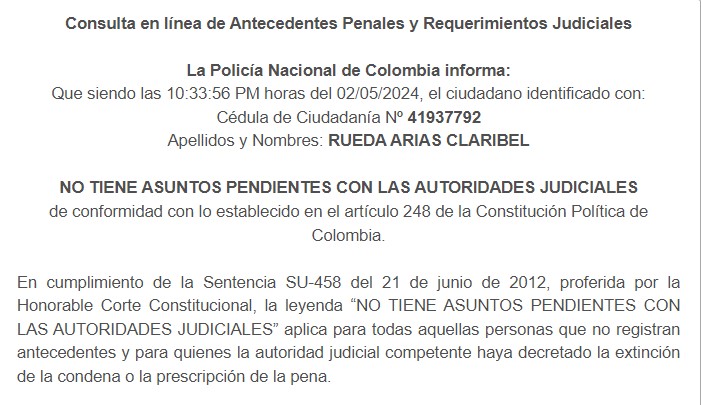 Consulta en línea de Antecedentes Penales y Requerimientos Judiciales
La Policía Nacional de Colombia informa:
Que siendo las 10:33:56 PM horas del 02/05/2024, el ciudadano identificado con:
Cédula de Ciudadanía Nº 41937792
Apellidos y Nombres: RUEDA ARIAS CLARIBEL
NO TIENE ASUNTOS PENDIENTES CON LAS AUTORIDADES JUDICIALES
de conformidad con lo establecido en el artículo 248 de la Constitución Política de
Colombia.
En cumplimiento de la Sentencia SU-458 del 21 de junio de 2012, proferida por la
Honorable Corte Constitucional, la leyenda “NO TIENE ASUNTOS PENDIENTES CON
LAS AUTORIDADES JUDICIALES” aplica para todas aquellas personas que no registran
antecedentes y para quienes la autoridad judicial competente haya decretado la extinción
de la condena o la prescripción de la pena.